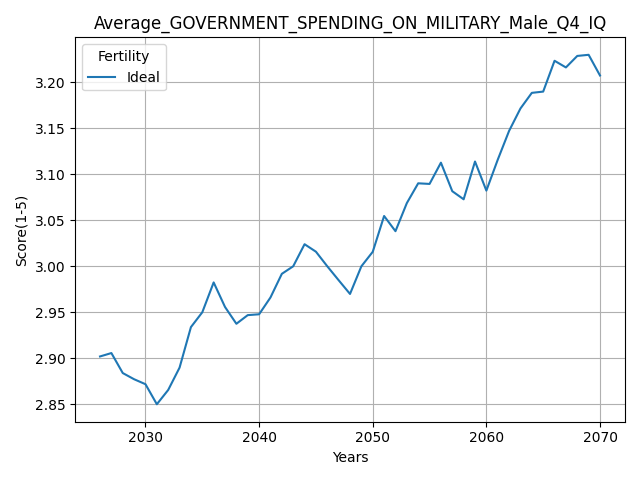 Average_GOVERNMENT_SPENDING_ON_MILITARY_Male_Q4_IQ
Fertility
Ideal
Score(1-5)
3.20
3.15
3.10
3.05
3.00
2.95
2.90
2.85
2030 2040 2050 2060 2070
Years